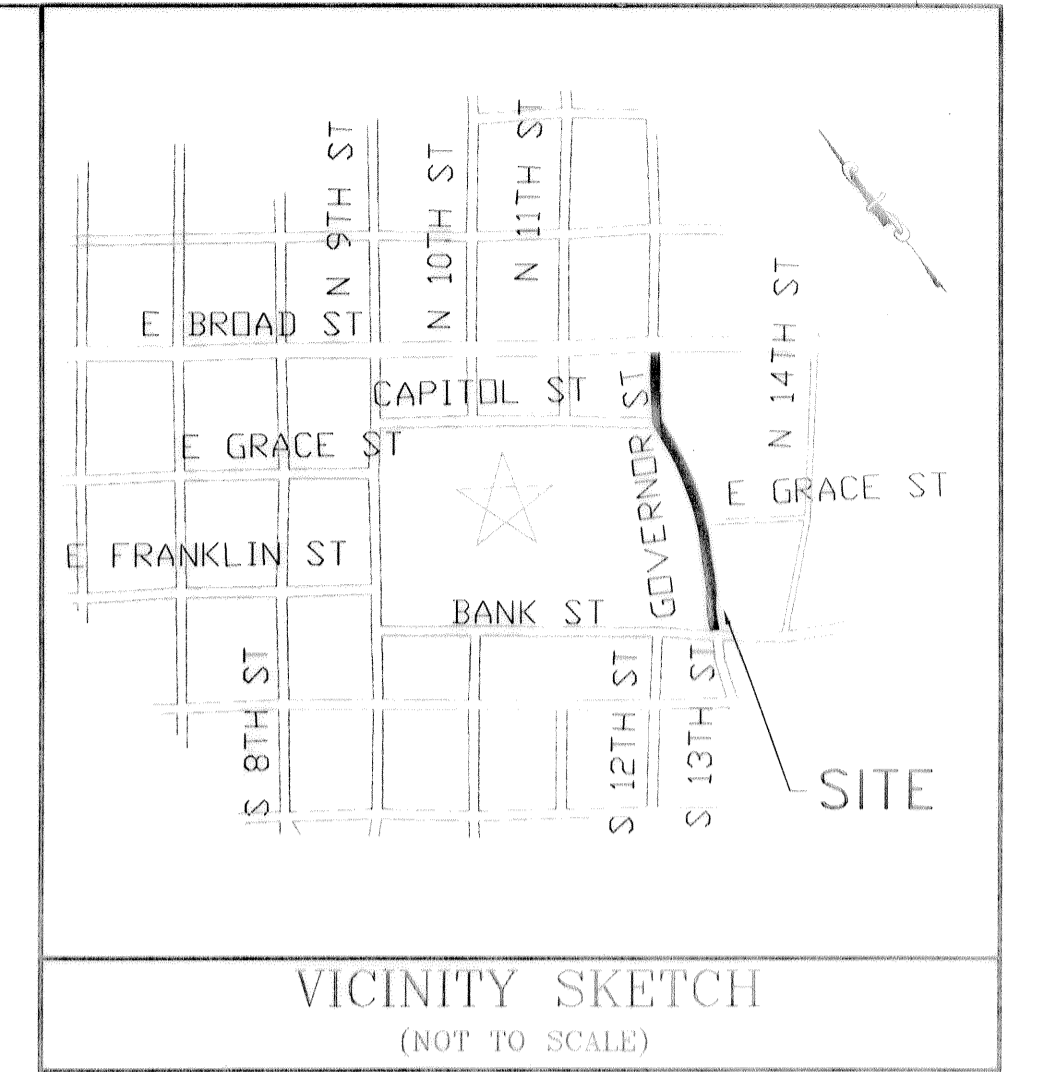 N 9TH ST
N 10TH ST
N 11TH ST
E BROAD ST
N 14TH ST
CAPITOL ST
GOVERNOR ST
E GRACE ST
E GRACE ST
E FRANKLIN ST
BANK ST
S 8TH ST
S 12TH ST
S 13TH ST
SITE
VICINITY SKETCH
(NOT TO SCALE)